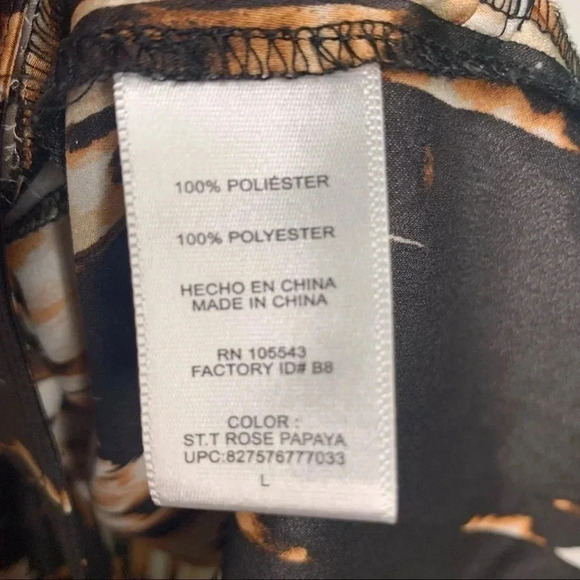 100% POLIÉSTER
100% POLYESTER
HECHO EN CHINA
MADE IN CHINA
RN 105543
FACTORY ID# B8
COLOR :
ST.T ROSE PAPAYA
UPC:827576777033
L